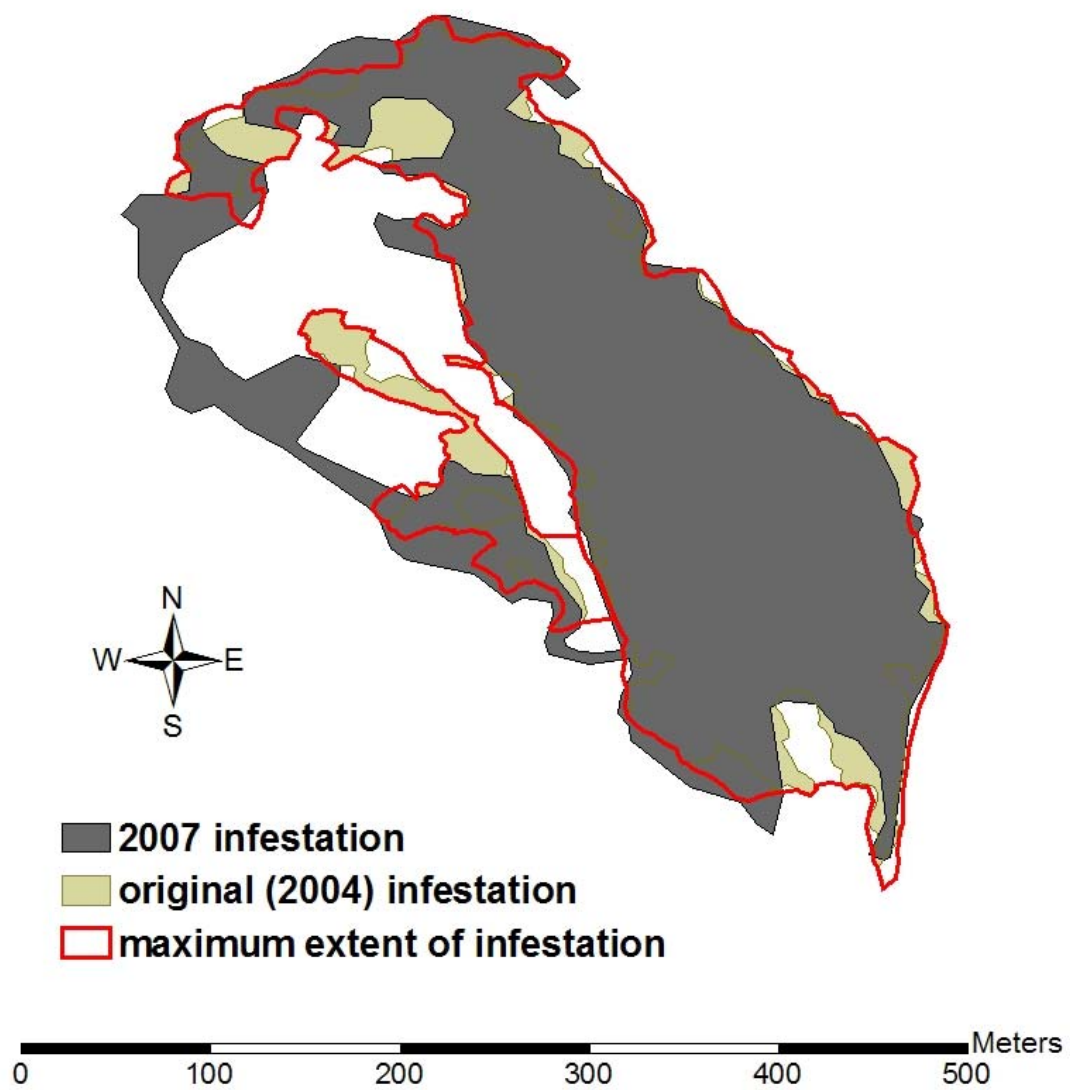 N
W E
S
2007 infestation
original (2004) infestation
maximum extent of infestation
Meters
0 100 200 300 400 500